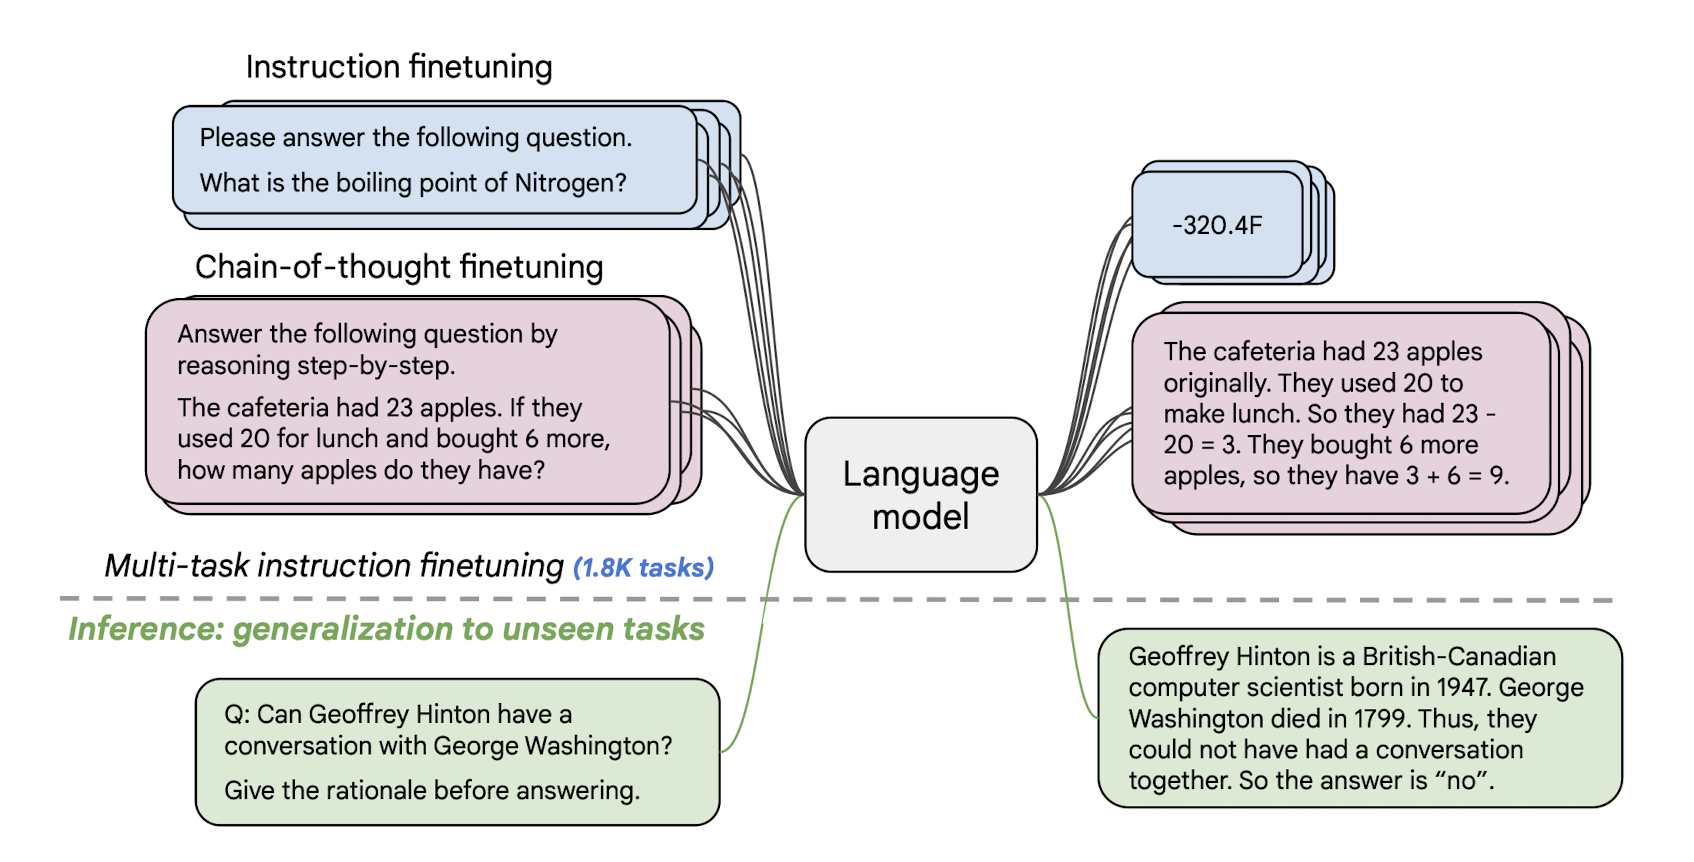 Instruction finetuning
Please answer the following question.
What is the boiling point of Nitrogen?
-320.4F
Chain-of-thought finetuning
Answer the following question by
reasoning step-by-step.
The cafeteria had 23 apples. If they
used 20 for lunch and bought 6 more,
how many apples do they have?
Language
model
The cafeteria had 23 apples
originally. They used 20 to
make lunch. So they had 23 -
20 = 3. They bought 6 more
apples, so they have 3 + 6 = 9.
Multi-task instruction finetuning (1.8K tasks)
Inference: generalization to unseen tasks
Q: Can Geoffrey Hinton have a
conversation with George Washington?
Give the rationale before answering.
Geoffrey Hinton is a British-Canadian
computer scientist born in 1947. George
Washington died in 1799. Thus, they
could not have had a conversation
together. So the answer is “no”.